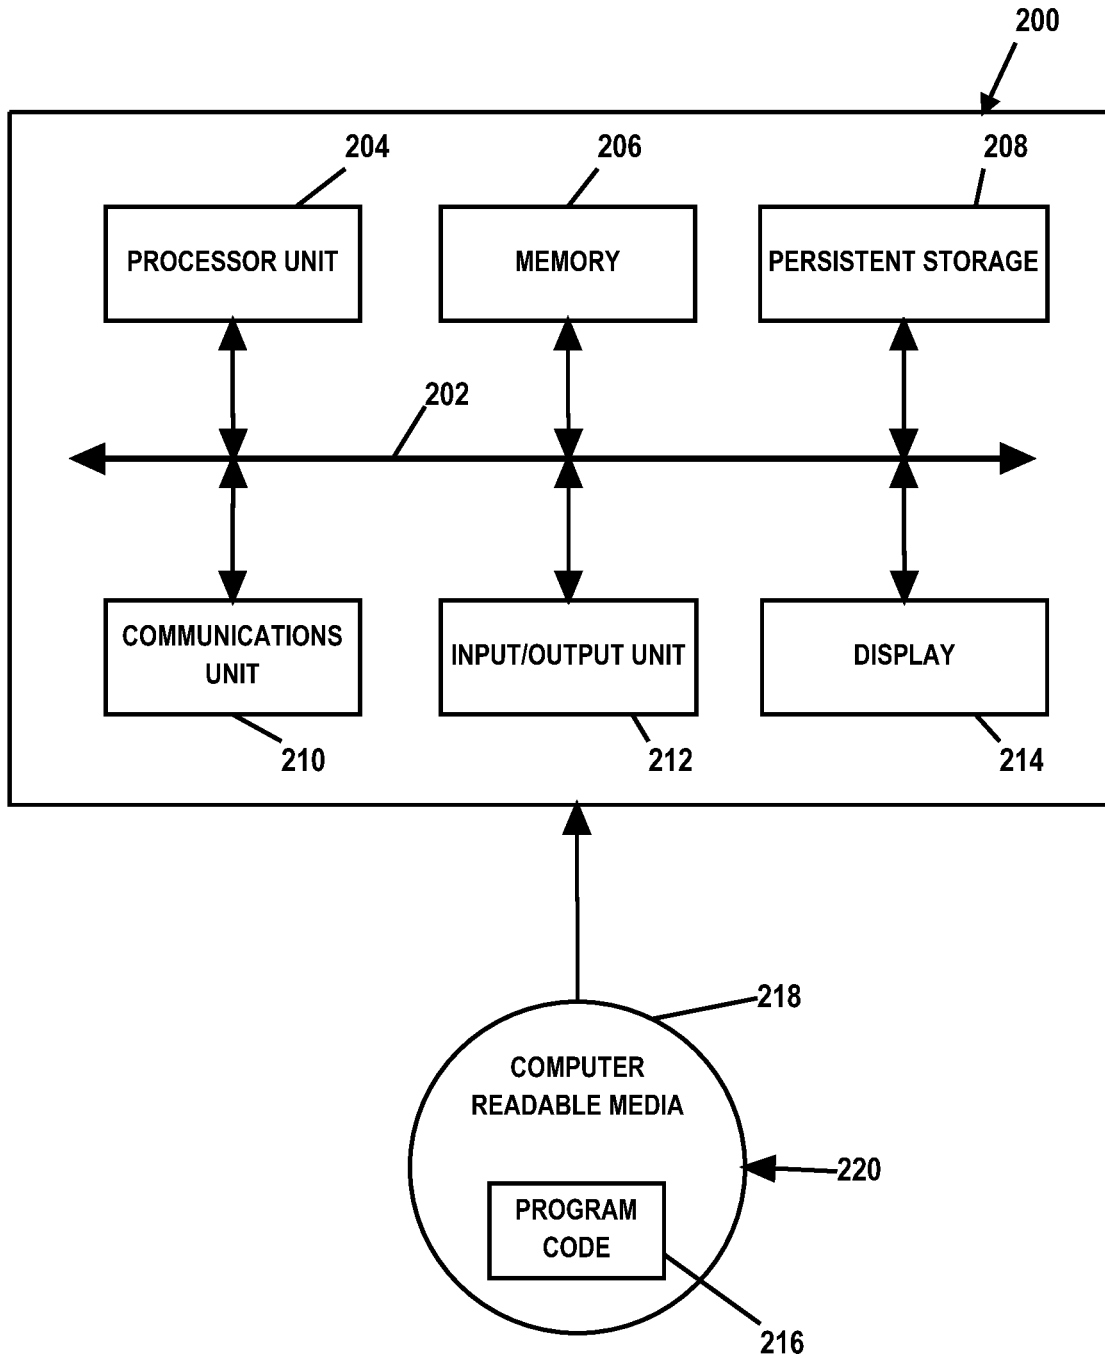 200
204
206
208
PROCESSOR UNIT
MEMORY
PERSISTENT STORAGE
202
COMMUNICATIONS
UNIT
INPUT/OUTPUT UNIT
DISPLAY
210
212
214
218
COMPUTER
READABLE MEDIA
220
PROGRAM
CODE
216